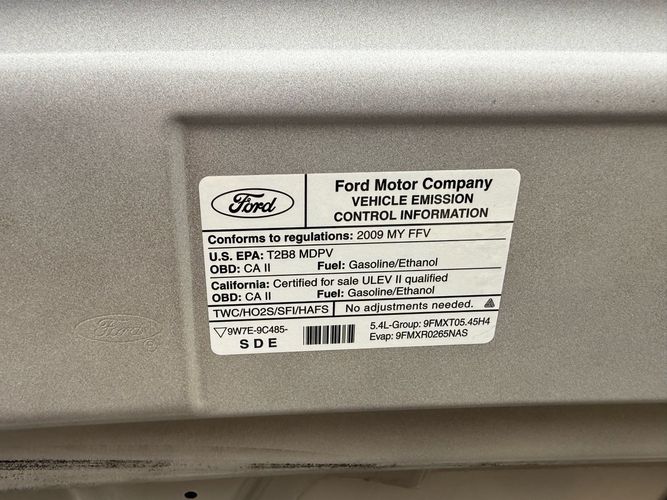 Ford
Ford Motor Company
VEHICLE EMISSION
CONTROL INFORMATION
Conforms to regulations: 2009 MY FFV
U.S. EPA: T2B8 MDPV
OBD: CA II Fuel: Gasoline/Ethanol
California: Certified for sale ULEV II qualified
OBD: CA II Fuel: Gasoline/Ethanol
TWC/HO2S/SFI/HAFS No adjustments needed.
9W7E-9C485-
SDE
5.4L-Group: 9FMXT05.45H4
Evap: 9FMXR0265NAS